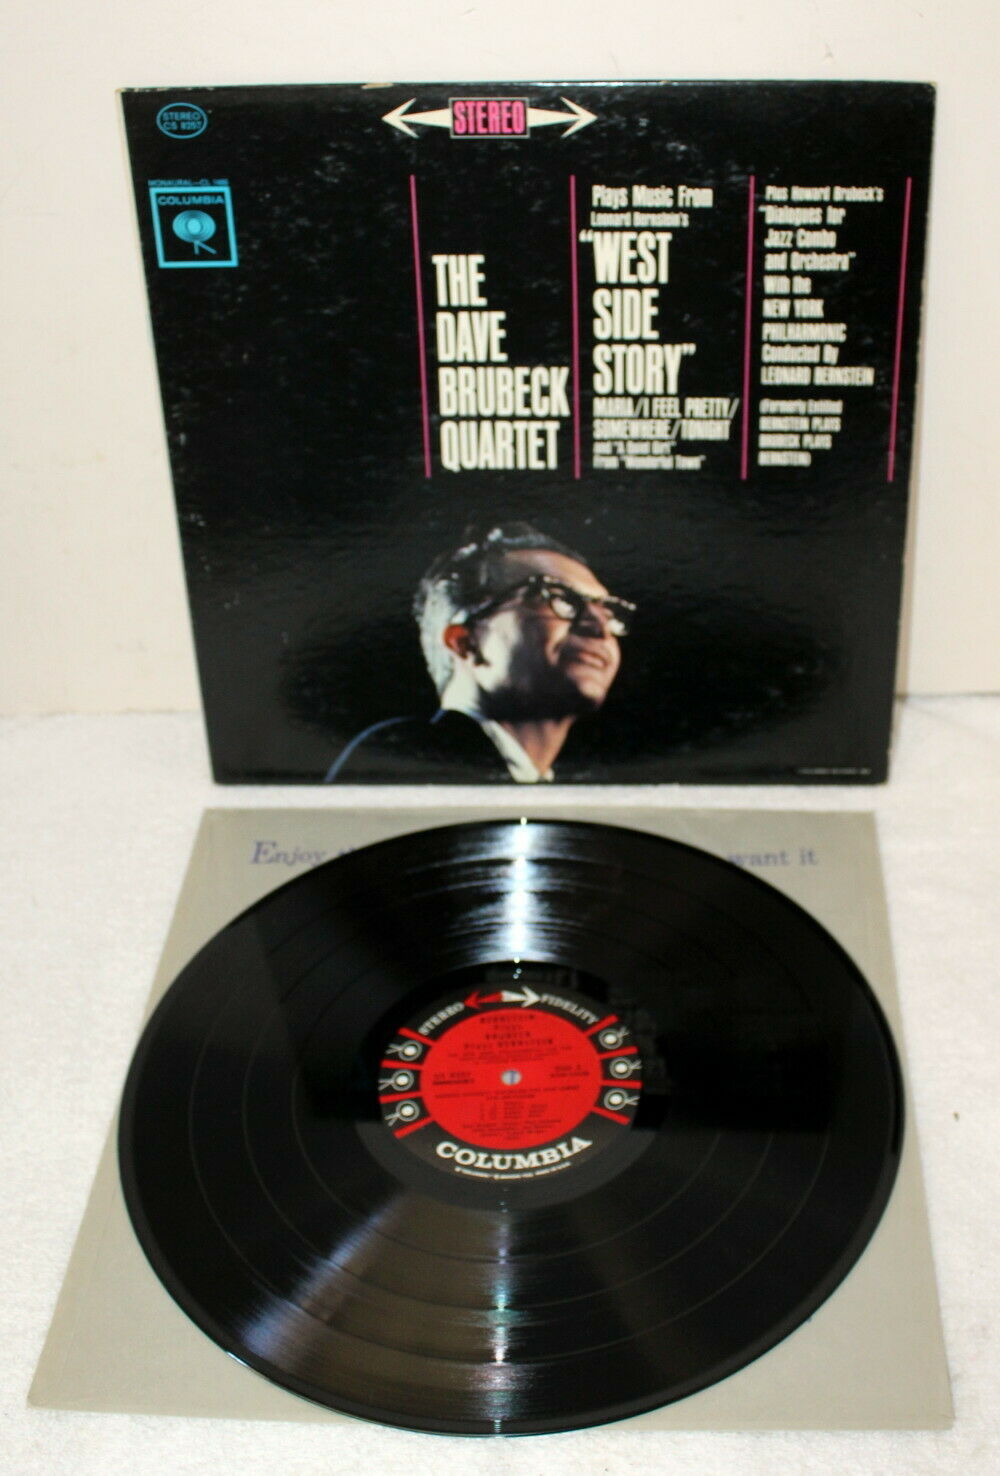 STEREO
CS 8257
STEREO
MONAURAL—CL 1466
COLUMBIA
THE
DAVE
BRUBECK
QUARTET
Plays Music From
Leonard Bernstein's
"WEST
SIDE
STORY"
MARIA/I FEEL PRETTY/
SOMEWHERE/TONIGHT
and "A Quiet Girl"
From "Wonderful Town"
Plus Howard Brubeck's
"Dialogues for
Jazz Combo
and Orchestra"
With the
NEW YORK
PHILHARMONIC
Conducted By
LEONARD BERNSTEIN
(Formerly Entitled
BERNSTEIN PLAYS
BRUBECK PLAYS
BERNSTEIN)
Enjoy
want it
STEREO FIDELITY
BERNSTEIN
PLAYS
BRUBECK
PLAYS BERNSTEIN
COLUMBIA